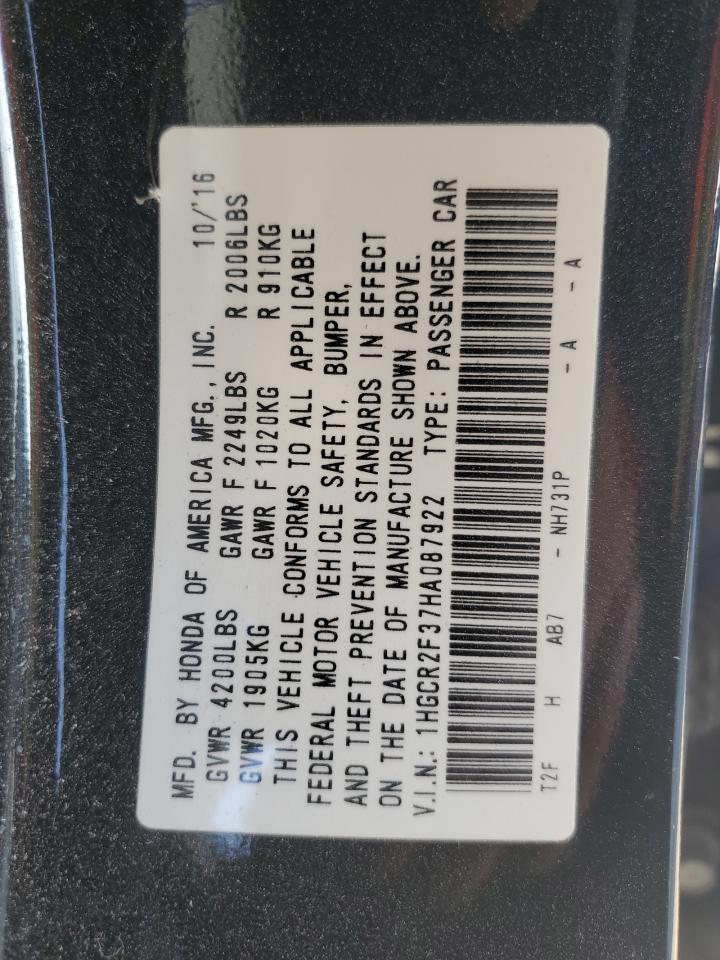 MFD. BY HONDA OF AMERICA MFG., INC. 10/'16
GVWR 4200LBS GAWR F 2249LBS R 2006LBS
GVWR 1905KG GAWR F 1020KG R 910KG
THIS VEHICLE CONFORMS TO ALL APPLICABLE
FEDERAL MOTOR VEHICLE SAFETY, BUMPER,
AND THEFT PREVENTION STANDARDS IN EFFECT
ON THE DATE OF MANUFACTURE SHOWN ABOVE.
V.I.N.: 1HGCR2F37HA087922 TYPE: PASSENGER CAR
T2F H AB7 - NH731P - A - A